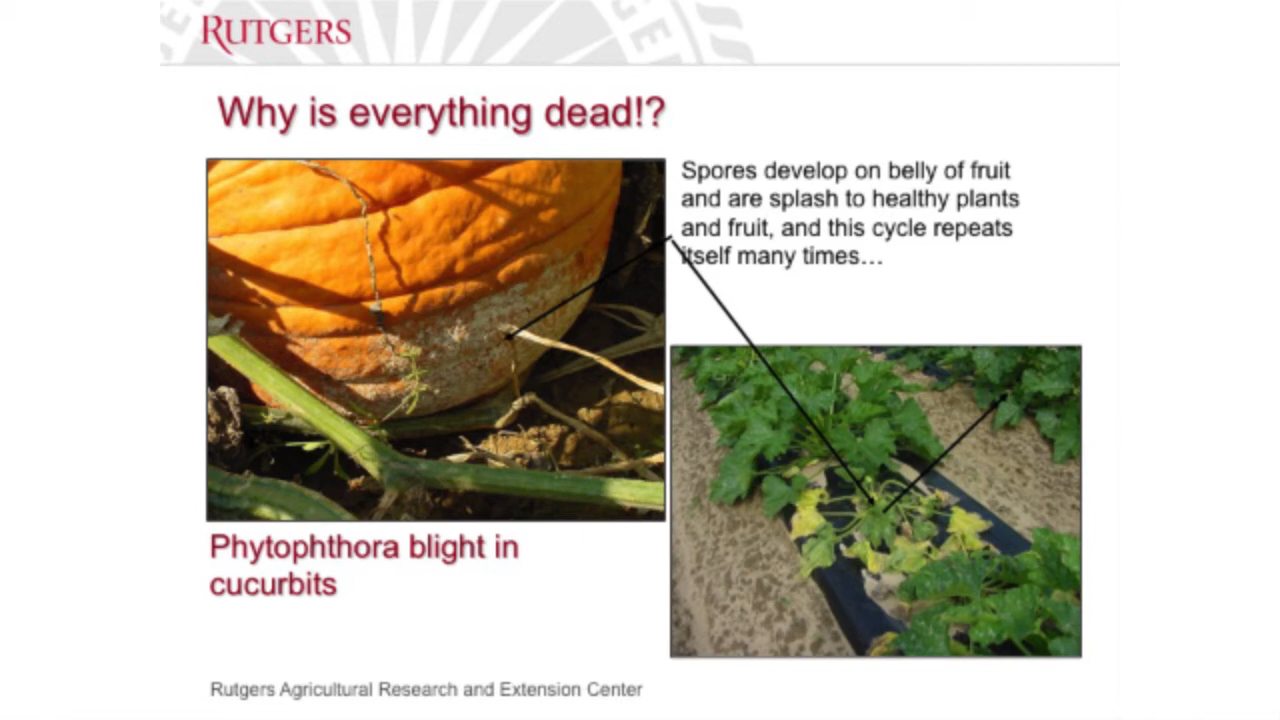 RUTGERS
Why is everything dead!?
Spores develop on belly of fruit
and are splash to healthy plants
and fruit, and this cycle repeats
itself many times…
Phytophthora blight in
cucurbits
Rutgers Agricultural Research and Extension Center